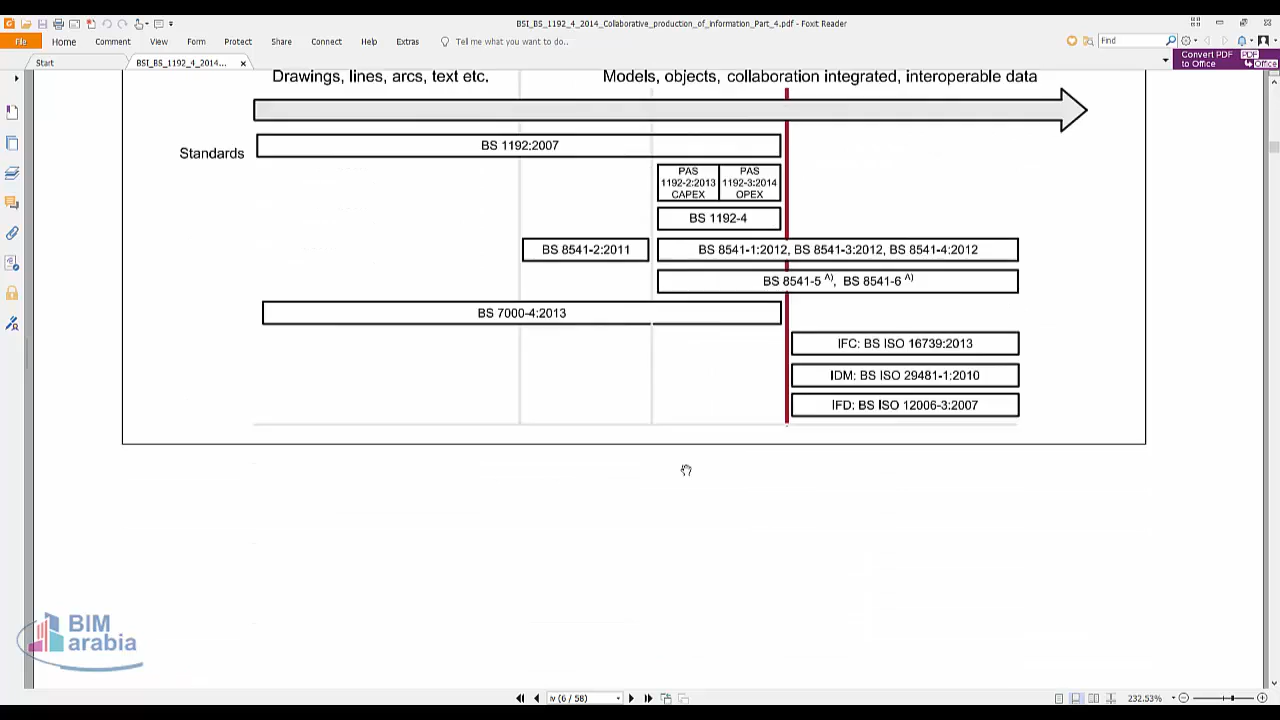 BSI_BS_1192_4_2014_Collaborative_production_of_information_Part_4.pdf - Foxit Reader
File Home Comment View Form Protect Share Connect Help Extras Tell me what you want to do.. Find
Start BSI_BS_1192_4_2014... Convert PDF to Office PDF Office
Drawings, lines, arcs, text etc. Models, objects, collaboration integrated, interoperable data
Standards
BS 1192:2007
PAS 1192-2:2013 CAPEX
PAS 1192-3:2014 OPEX
BS 1192-4
BS 8541-2:2011
BS 8541-1:2012, BS 8541-3:2012, BS 8541-4:2012
BS 8541-5 A), BS 8541-6 A)
BS 7000-4:2013
IFC: BS ISO 16739:2013
IDM: BS ISO 29481-1:2010
IFD: BS ISO 12006-3:2007
BIM
arabia
iv (6 / 58) 232.53%